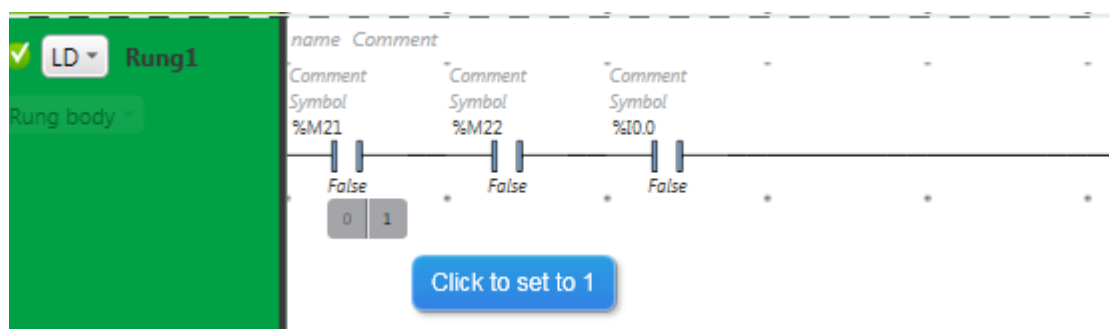 LD Rung1
Rung body
name Comment
Comment Comment Comment
Symbol Symbol Symbol
%M21 %M22 %I0.0
False False False
0 1
Click to set to 1